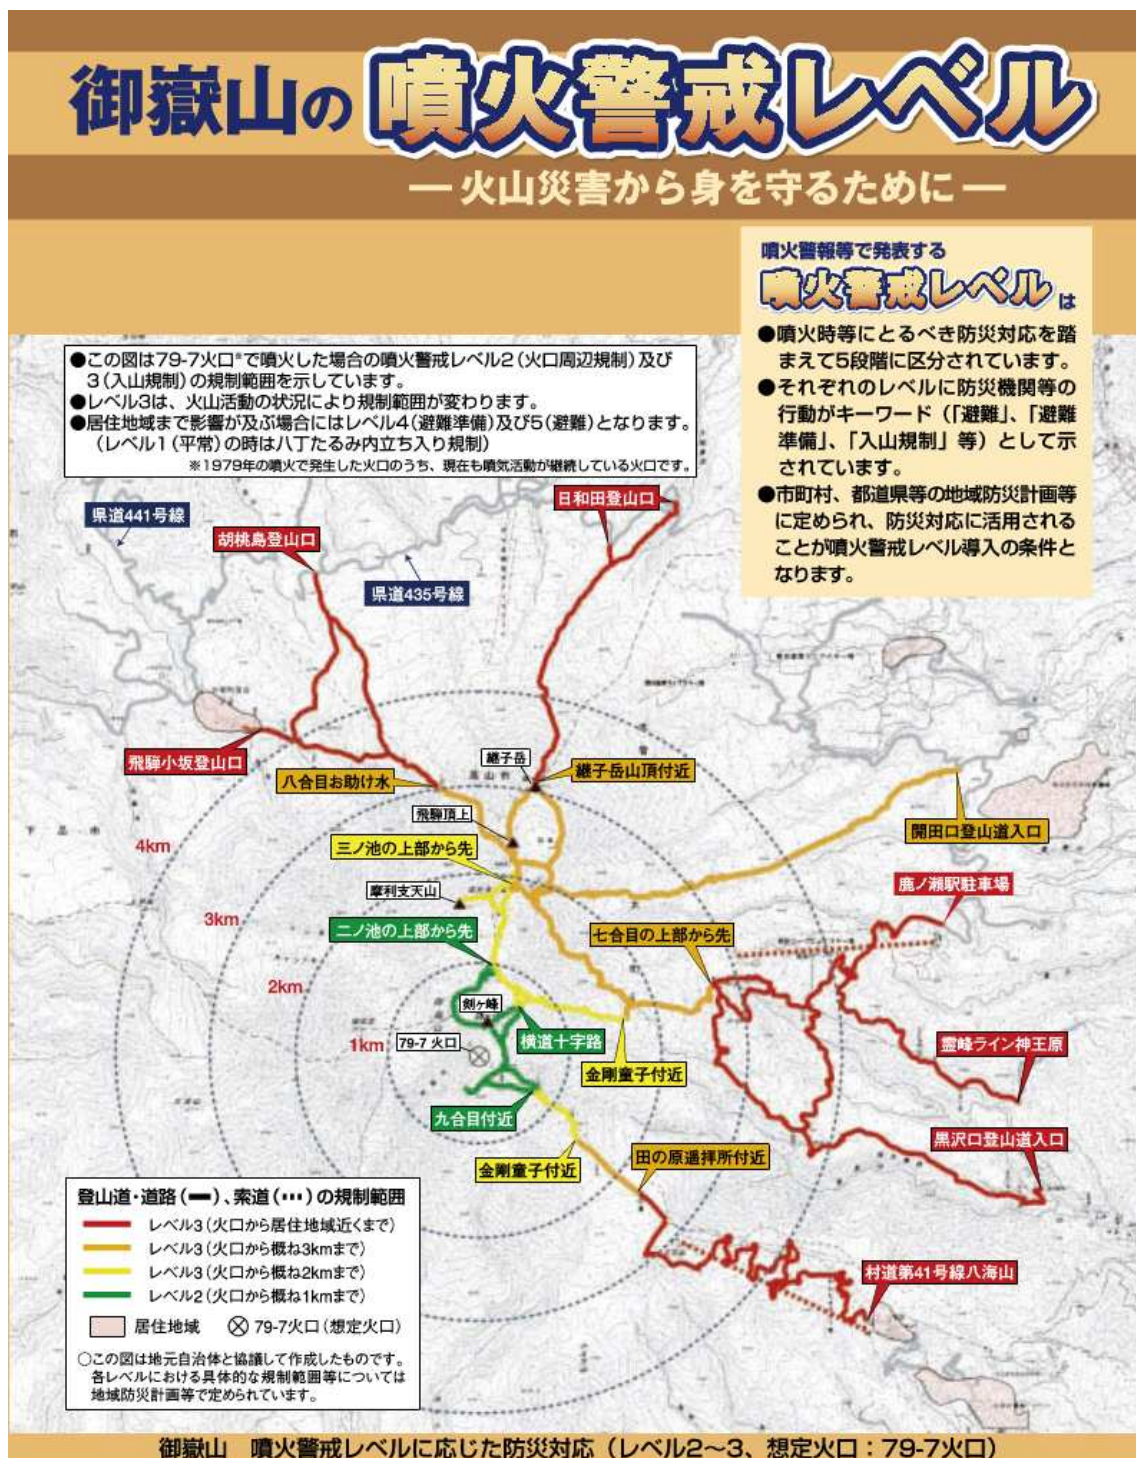 御嶽山の噴火警戒レベル
―火山災害から身を守るために―
噴火警報等で発表する
噴火警戒レベルは
●噴火時等にとるべき防災対応を踏
まえて5段階に区分されています。
●それぞれのレベルに防災機関等の
行動がキーワード(「避難」、「避難
準備」、「入山規制」等)として示
されています。
●市町村、都道県等の地域防災計画等
に定められ、防災対応に活用される
ことが噴火警戒レベル導入の条件と
なります。
●この図は79-7火口※で噴火した場合の噴火警戒レベル2(火口周辺規制)及び
3(入山規制)の規制範囲を示しています。
●レベル3は、火山活動の状況により規制範囲が変わります。
●居住地域まで影響が及ぶ場合にはレベル4(避難準備)及び5(避難)となります。
(レベル1(平常)の時は八丁たるみ内立ち入り規制)
※1979年の噴火で発生した火口のうち、現在も噴気活動が継続している火口です。
日和田登山口
県道441号線
胡桃島登山口
県道435号線
飛騨小坂登山口
八合目お助け水
継子岳
継子岳山頂付近
飛騨頂上
開田口登山道入口
4km
三ノ池の上部から先
摩利支天山
鹿ノ瀬駅駐車場
3km
二ノ池の上部から先
七合目の上部から先
2km
剣ヶ峰
1km
79-7 火口
横道十字路
霊峰ライン神王原
金剛童子付近
九合目付近
黒沢口登山道入口
金剛童子付近
田の原遥拝所付近
村道第41号線八海山
登山道・道路(━)、索道(…)の規制範囲
レベル3(火口から居住地域近くまで)
レベル3(火口から概ね3kmまで)
レベル3(火口から概ね2kmまで)
レベル2(火口から概ね1kmまで)
居住地域 79-7火口(想定火口)
○この図は地元自治体と協議して作成したものです。
各レベルにおける具体的な規制範囲等については
地域防災計画等で定められています。
御嶽山 噴火警戒レベルに応じた防災対応(レベル2~3、想定火口:79-7火口)